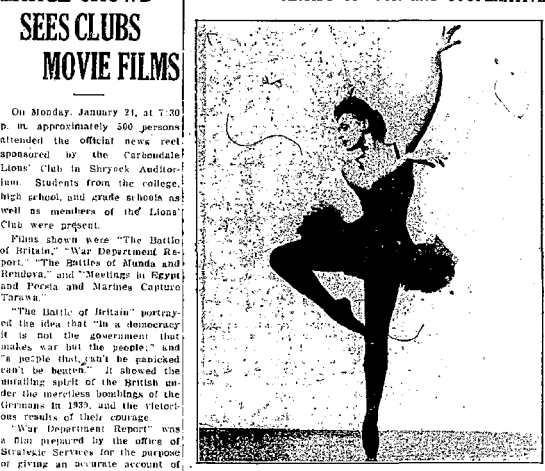 SEES CLUBS
MOVIE FILMS
On Monday, January 24, at 7:30
p. m. approximately 500 persons
attended the official news reel
sponsored by the Carbondale
Lions' Club in Shryock Auditor-
ium. Students from the college,
high school, and grade schools as
well as members of the Lions'
Club were present.
Films shown were "The Battle
of Britain," "War Department Re-
port," "The Battles of Munda and
Rendova," and "Meetings in Egypt
and Persia and Marines Capture
Tarawa."
"The Battle of Britain" portray-
ed the idea that "in a democracy
it is not the government that
makes war but the people;" and
"a people that can't be panicked
can't be beaten." It showed the
unfailing spirit of the British un-
der the merciless bombings of the
Germans in 1939, and the victori-
ous results of their courage.
"War Department Report" was
a film prepared by the office of
Strategic Services for the purpose
of giving an accurate account of